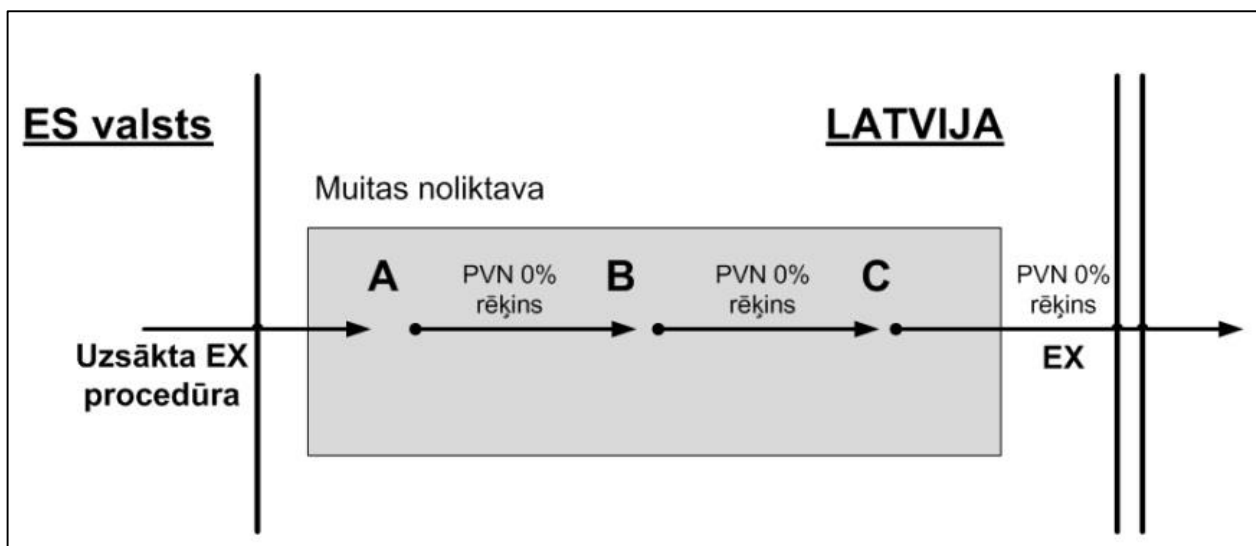 ES valsts
LATVIJA
Muitas noliktava
A
PVN 0%
rēķins
B
PVN 0%
rēķins
C
PVN 0%
rēķins
Uzsākta EX
procedūra
EX